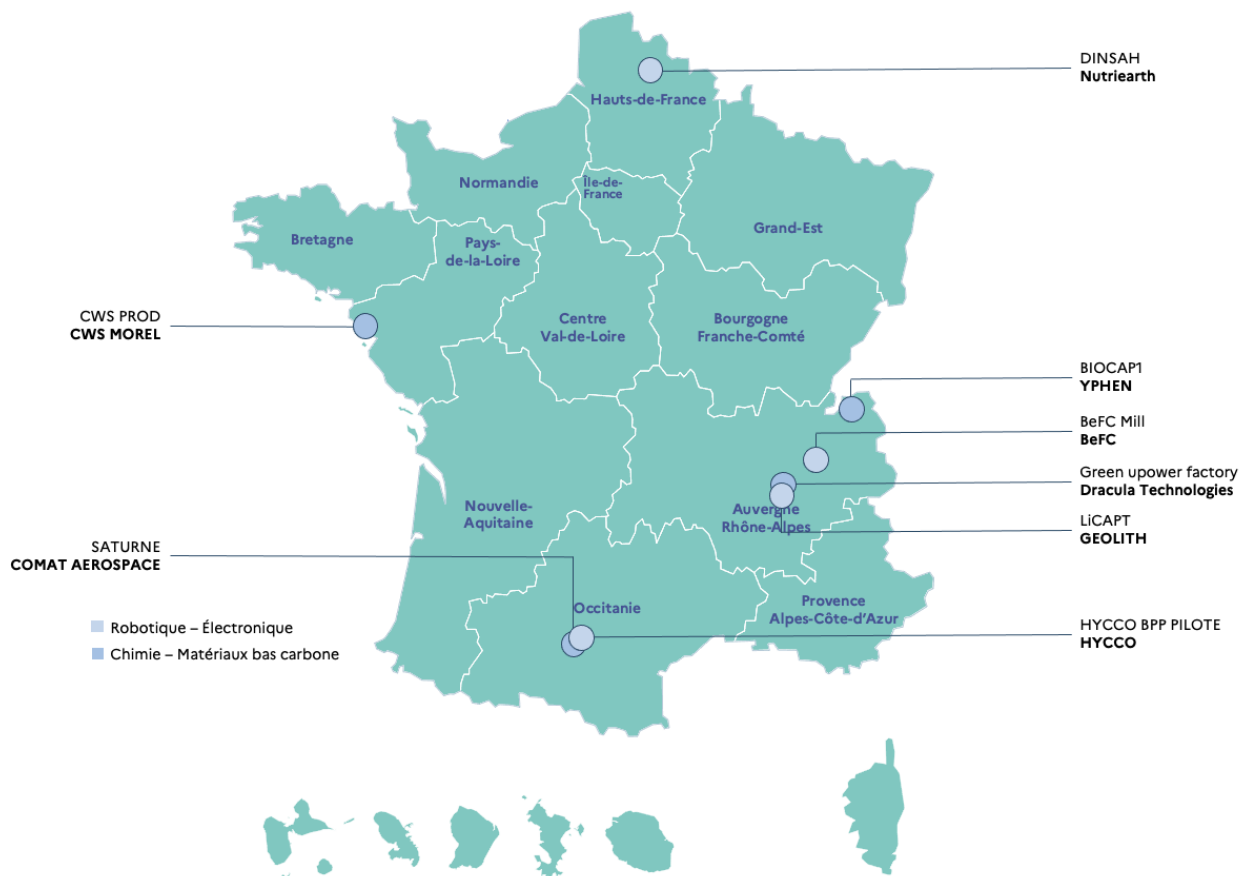 DINSAH
Nutriearth
Hauts-de-France
Normandie
Île-de-
France
Grand-Est
Bretagne
Pays-
de-la-Loire
CWS PROD
CWS MOREL
Centre
Val-de-Loire
Bourgogne
Franche-Comté
BIOCAP1
YPHEN
BeFC Mill
BeFC
Green upower factory
Dracula Technologies
Nouvelle-
Aquitaine
Auvergne
Rhône-Alpes
LiCAPT
GEOLITH
SATURNE
COMAT AEROSPACE
Occitanie
Provence
Alpes-Côte-d'Azur
HYCCO BPP PILOTE
HYCCO
Robotique – Électronique
Chimie – Matériaux bas carbone